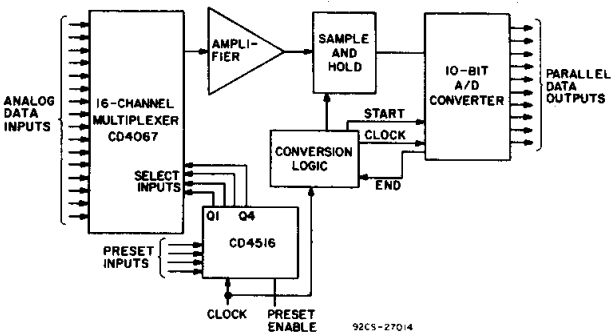 ANALOG
DATA
INPUTS
16-CHANNEL
MULTIPLEXER
CD4067
SELECT
INPUTS
AMPLI-
FIER
SAMPLE
AND
HOLD
10-BIT
A/D
CONVERTER
PARALLEL
DATA
OUTPUTS
START
CLOCK
END
CONVERSION
LOGIC
Q1 Q4
CD4516
PRESET
INPUTS
CLOCK
PRESET
ENABLE
92CS-27014